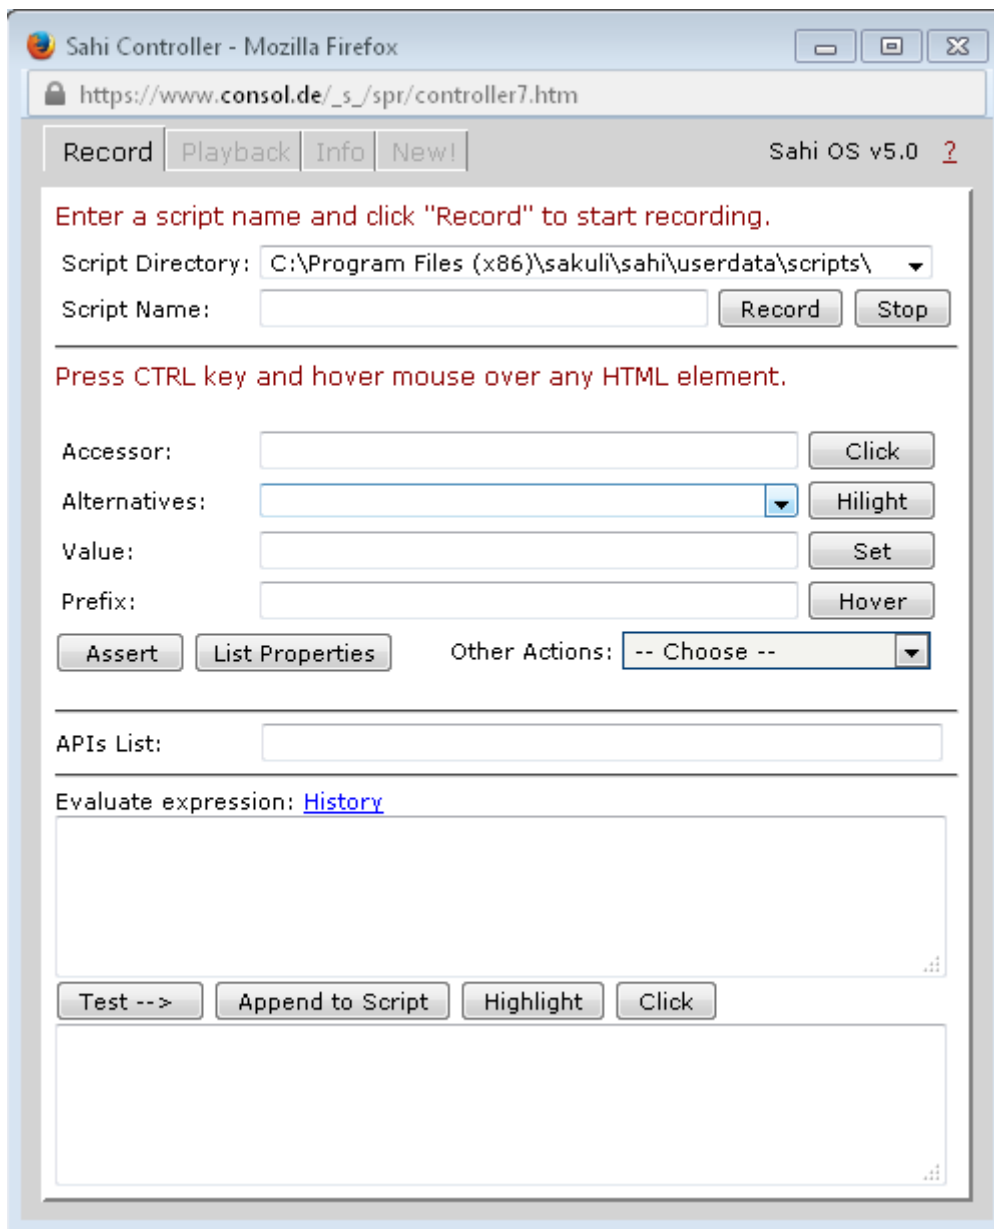 Sahi Controller - Mozilla Firefox
https://www.consol.de/_s_/spr/controller7.htm
Record Playback Info New! Sahi OS v5.0 ?
Enter a script name and click "Record" to start recording.
Script Directory: C:\Program Files (x86)\sakuli\sahi\userdata\scripts\
Script Name: Record Stop
Press CTRL key and hover mouse over any HTML element.
Accessor: Click
Alternatives: Hilight
Value: Set
Prefix: Hover
Assert List Properties Other Actions: -- Choose --
APIs List:
Evaluate expression: History
Test --> Append to Script Highlight Click